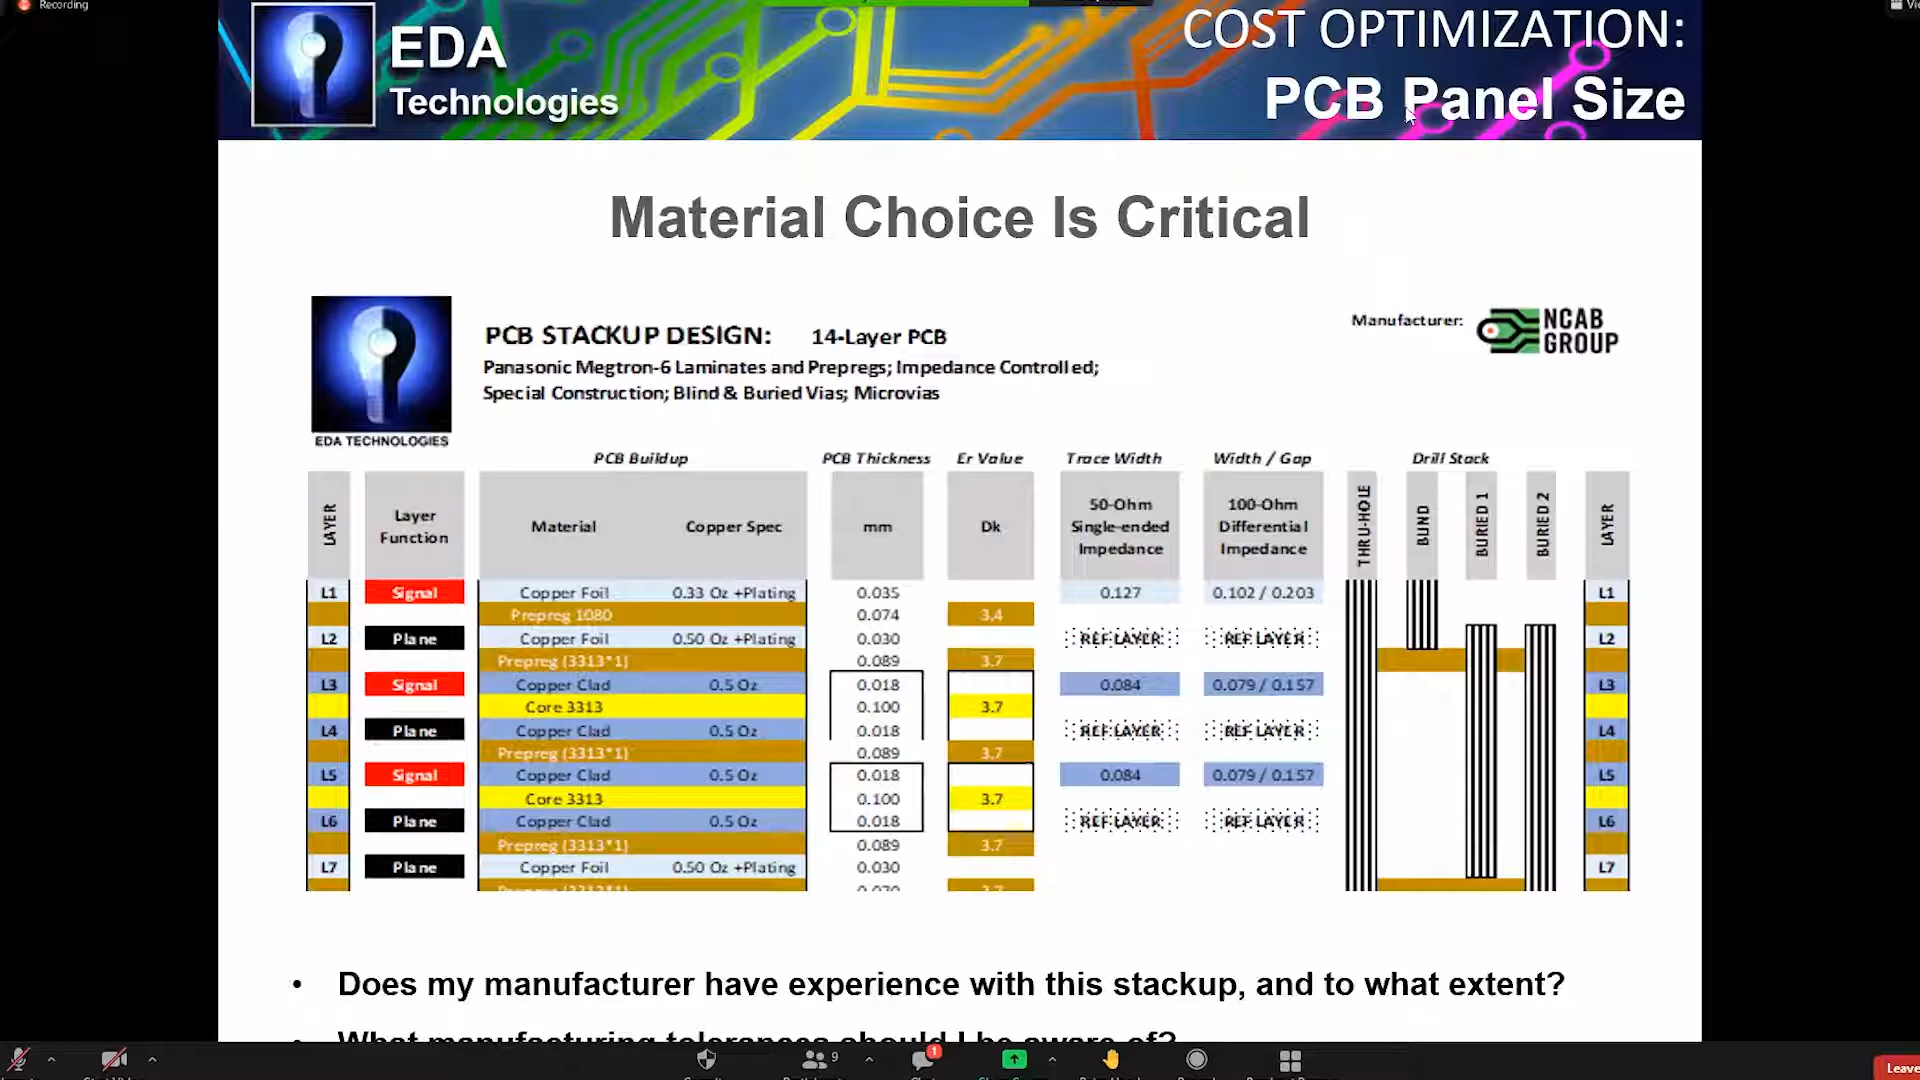 Recording
EDA
Technologies
COST OPTIMIZATION:
PCB Panel Size
Material Choice Is Critical
EDA TECHNOLOGIES
PCB STACKUP DESIGN: 14-Layer PCB
Panasonic Megtron-6 Laminates and Prepregs; Impedance Controlled;
Special Construction; Blind & Buried Vias; Microvias
Manufacturer: NCAB GROUP
PCB Buildup PCB Thickness Er Value Trace Width Width / Gap Drill Stack
LAYER Layer Function Material Copper Spec mm Dk 50-Ohm Single-ended Impedance 100-Ohm Differential Impedance THRU-HOLE BLIND BURIED 1 BURIED 2 LAYER
L1 Signal Copper Foil 0.33 Oz +Plating 0.035 0.127 0.102 / 0.203 L1
Prepreg 1080 0.074 3.4
L2 Plane Copper Foil 0.50 Oz +Plating 0.030 REF LAYER REF LAYER L2
Prepreg (3313*1) 0.089 3.7
L3 Signal Copper Clad 0.5 Oz 0.018 0.084 0.079 / 0.157 L3
Core 3313 0.100 3.7
L4 Plane Copper Clad 0.5 Oz 0.018 REF LAYER REF LAYER L4
Prepreg (3313*1) 0.089 3.7
L5 Signal Copper Clad 0.5 Oz 0.018 0.084 0.079 / 0.157 L5
Core 3313 0.100 3.7
L6 Plane Copper Clad 0.5 Oz 0.018 REF LAYER REF LAYER L6
Prepreg (3313*1) 0.089 3.7
L7 Plane Copper Foil 0.50 Oz +Plating 0.030 L7
• Does my manufacturer have experience with this stackup, and to what extent?
• What manufacturing tolerances should I be aware of?
9
1
Leave